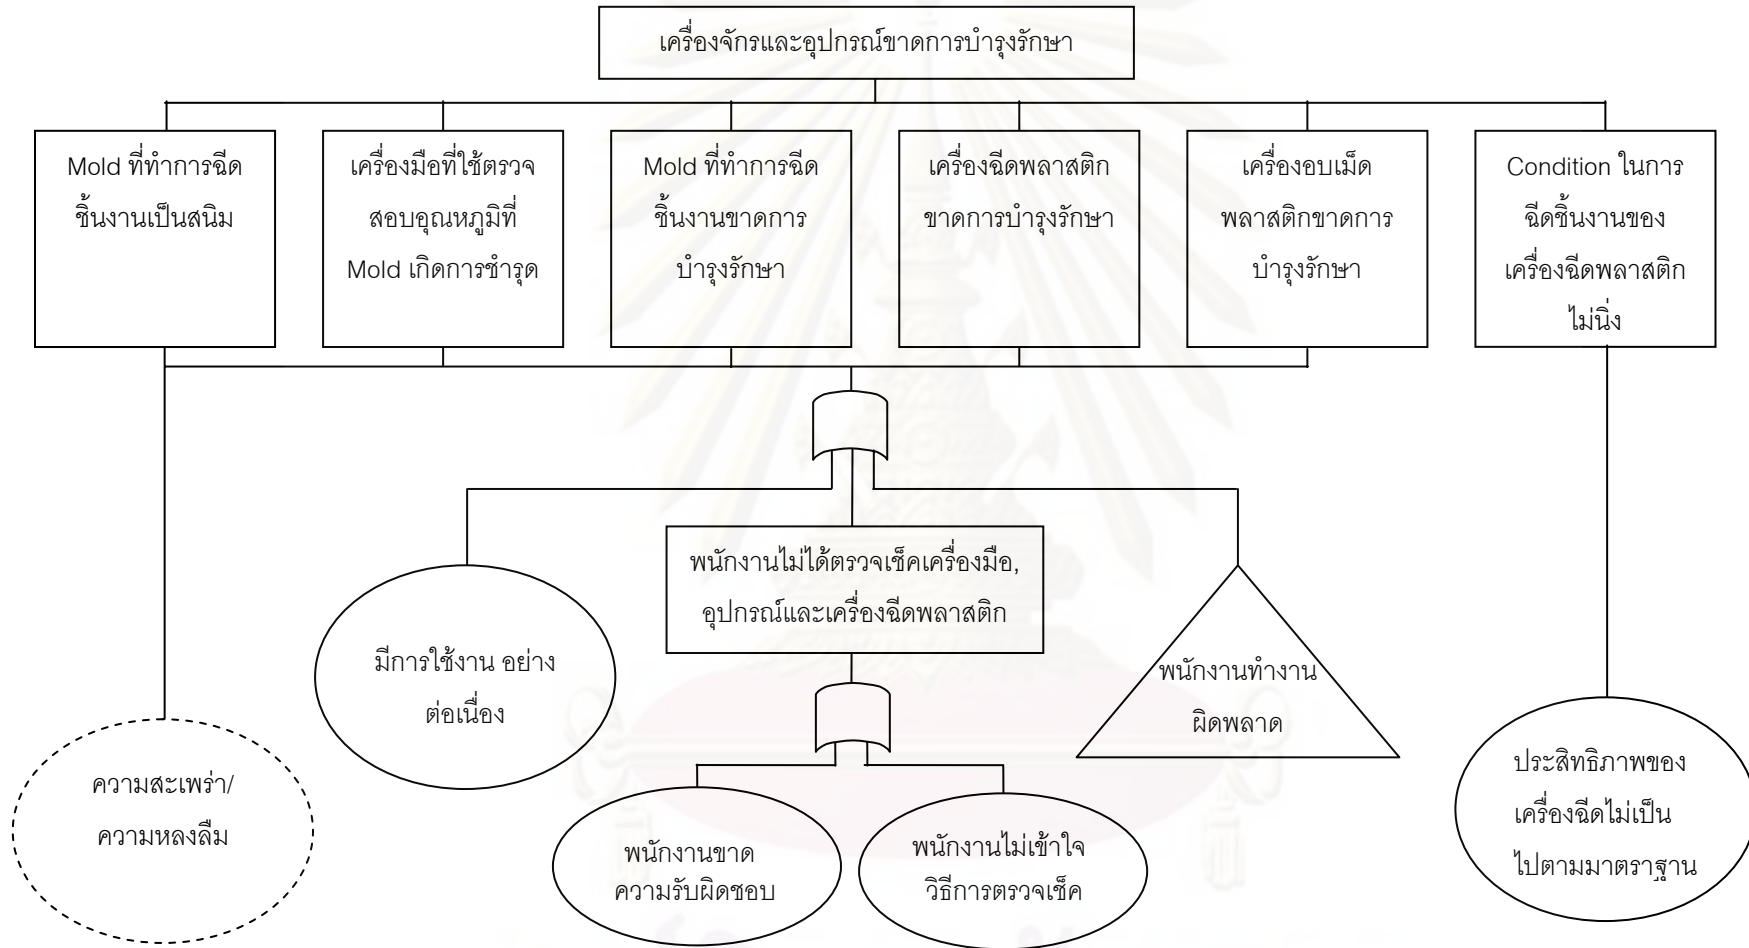 เครื่องจักรและอุปกรณ์ขาดการบำรุงรักษา
Mold ที่ทำการฉีด
ชิ้นงานเป็นสนิม
เครื่องมือที่ใช้ตรวจ
สอบอุณหภูมิที่
Mold เกิดการชำรุด
Mold ที่ทำการฉีด
ชิ้นงานขาดการ
บำรุงรักษา
เครื่องฉีดพลาสติก
ขาดการบำรุงรักษา
เครื่องอบเม็ด
พลาสติกขาดการ
บำรุงรักษา
Condition ในการ
ฉีดชิ้นงานของ
เครื่องฉีดพลาสติก
ไม่นิ่ง
พนักงานไม่ได้ตรวจเช็คเครื่องมือ,
อุปกรณ์และเครื่องฉีดพลาสติก
มีการใช้งาน อย่าง
ต่อเนื่อง
พนักงานทำงาน
ผิดพลาด
ความสะเพร่า/
ความหลงลืม
พนักงานขาด
ความรับผิดชอบ
พนักงานไม่เข้าใจ
วิธีการตรวจเช็ค
ประสิทธิภาพของ
เครื่องฉีดไม่เป็น
ไปตามมาตราฐาน